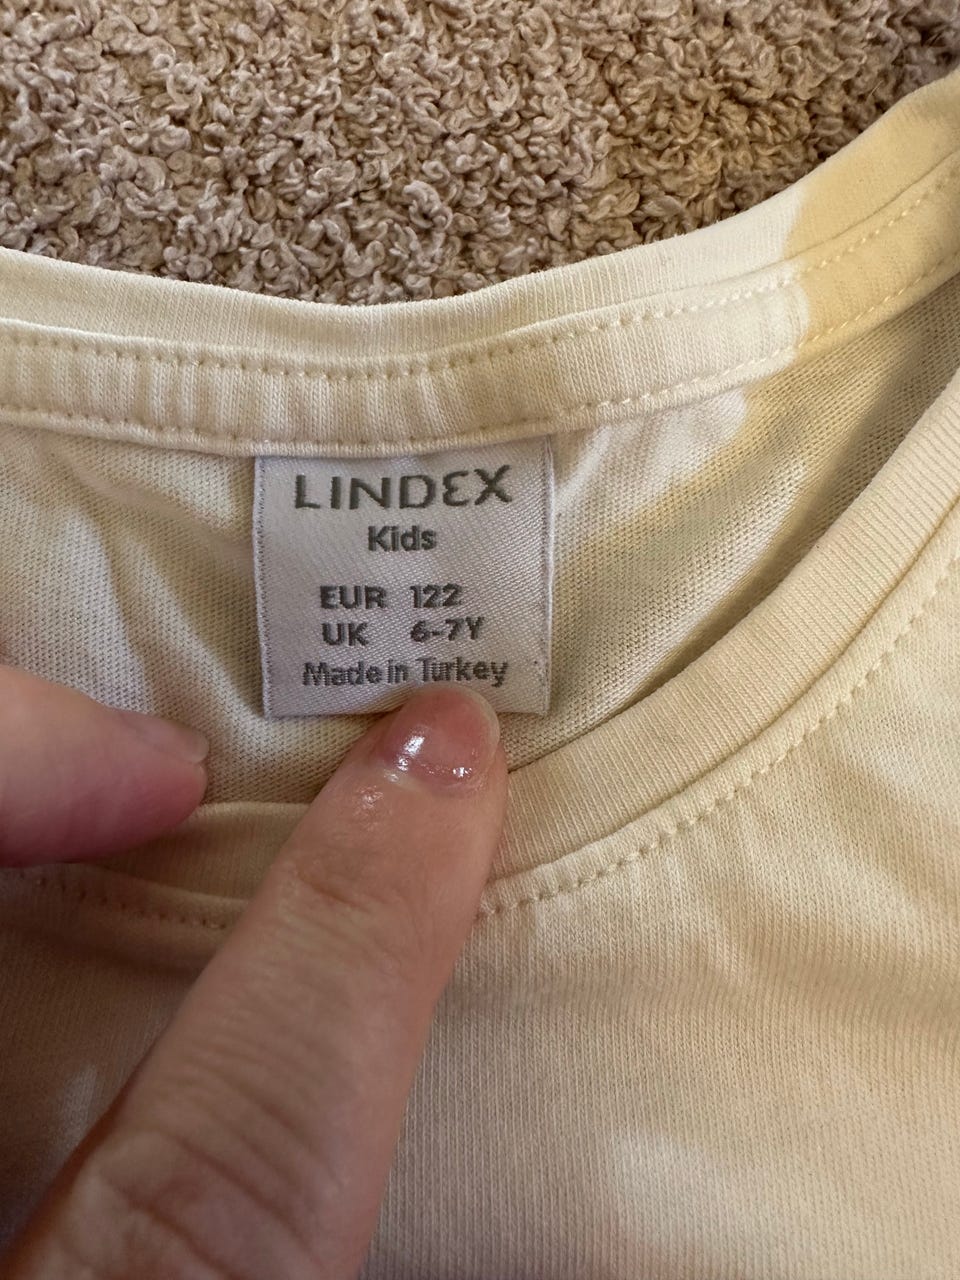 LINDEX
Kids
EUR 122
UK 6-7Y
Made in Turkey